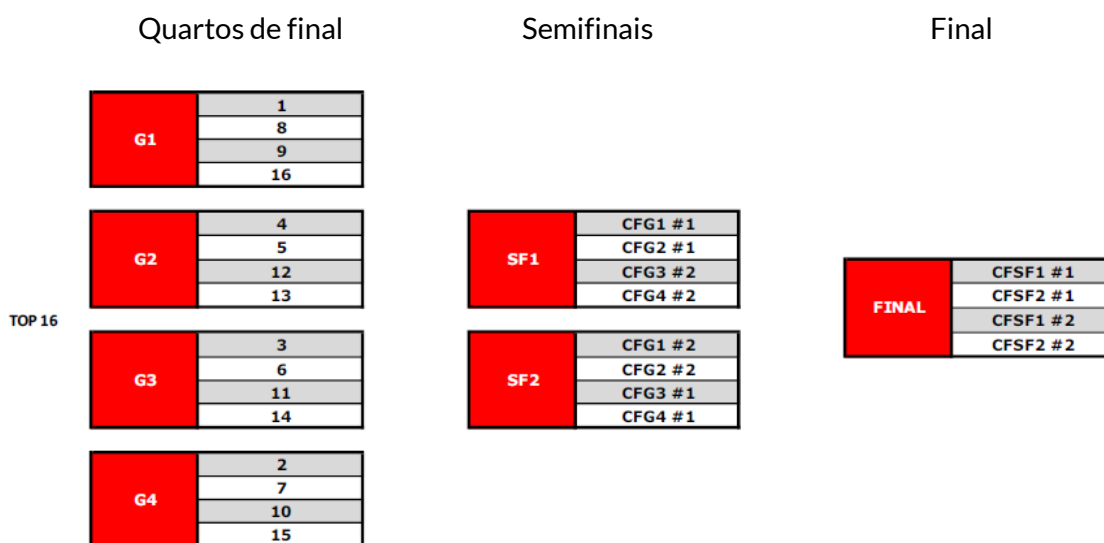 Quartos de final
Semifinais
Final
TOP 16
G1
1
8
9
16
G2
4
5
12
13
G3
3
6
11
14
G4
2
7
10
15
SF1
CFG1 #1
CFG2 #1
CFG3 #2
CFG4 #2
SF2
CFG1 #2
CFG2 #2
CFG3 #1
CFG4 #1
FINAL
CFSF1 #1
CFSF2 #1
CFSF1 #2
CFSF2 #2